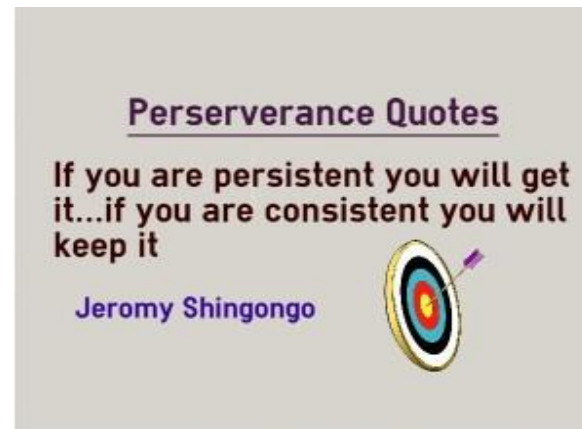 Perserverance Quotes
If you are persistent you will get
it...if you are consistent you will
keep it
Jeromy Shingongo